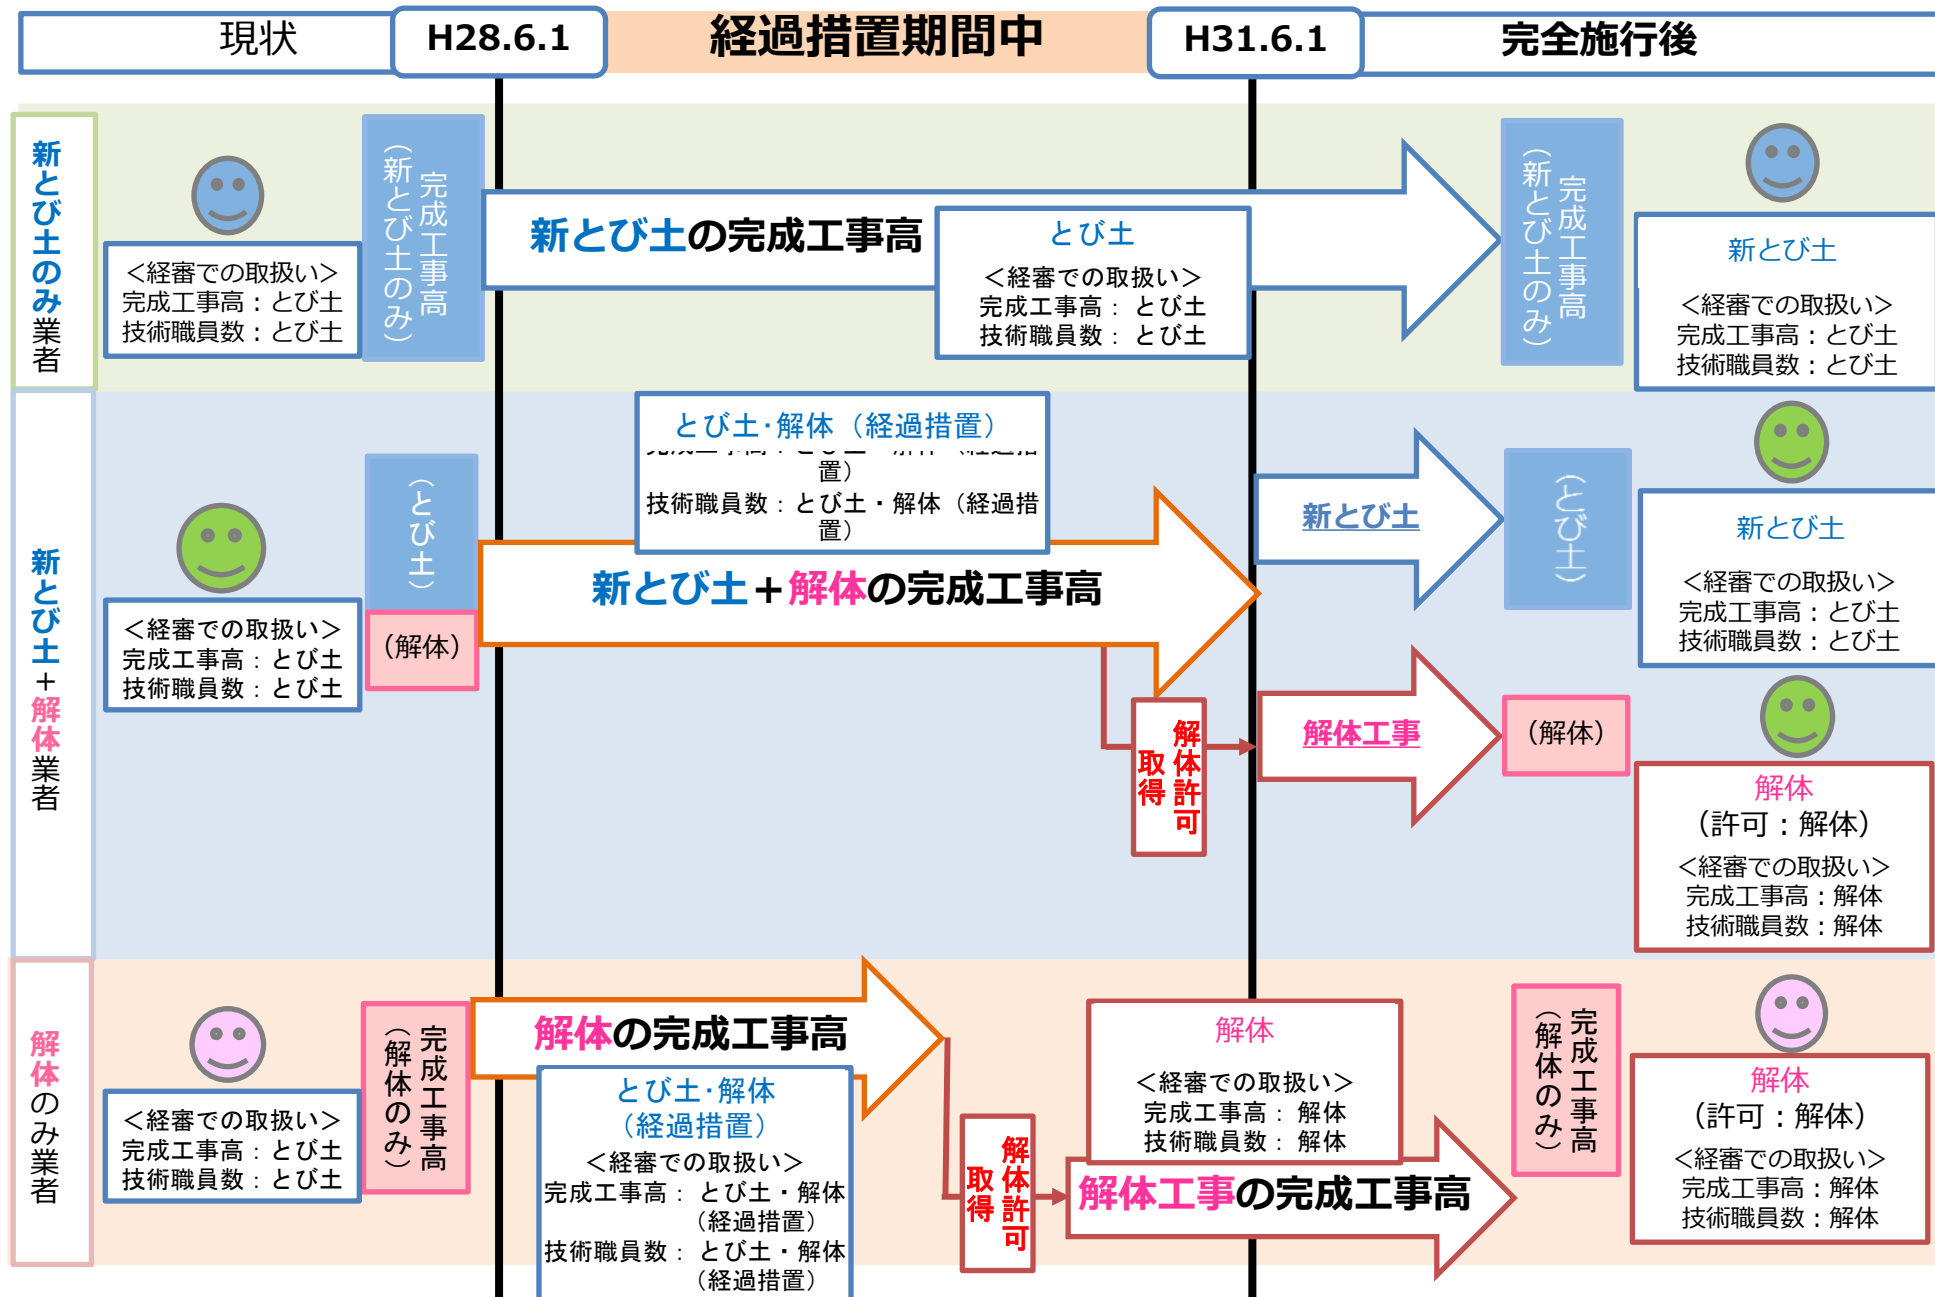 現状
H28.6.1
経過措置期間中
H31.6.1
完全施行後
新とび土のみ業者
<経審での取扱い>
完成工事高：とび土
技術職員数：とび土
完成工事高
（新とび土のみ）
新とび土の完成工事高
とび土
<経審での取扱い>
完成工事高： とび土
技術職員数： とび土
完成工事高
（新とび土のみ）
新とび土
<経審での取扱い>
完成工事高：とび土
技術職員数：とび土
新とび土＋解体業者
<経審での取扱い>
完成工事高：とび土
技術職員数：とび土
（とび土）
（解体）
とび土･解体（経過措置）
完成工事高：とび土・解体（経過措
置）
技術職員数：とび土・解体（経過措
置）
新とび土＋解体の完成工事高
解体許可
取得
新とび土
（とび土）
新とび土
<経審での取扱い>
完成工事高：とび土
技術職員数：とび土
解体工事
（解体）
解体
（許可：解体）
<経審での取扱い>
完成工事高：解体
技術職員数：解体
解体のみ業者
<経審での取扱い>
完成工事高：とび土
技術職員数：とび土
完成工事高
（解体のみ）
解体の完成工事高
とび土･解体
（経過措置）
<経審での取扱い>
完成工事高： とび土・解体
（経過措置）
技術職員数： とび土・解体
（経過措置）
解体許可
取得
解体
<経審での取扱い>
完成工事高： 解体
技術職員数： 解体
解体工事の完成工事高
完成工事高
（解体のみ）
解体
（許可：解体）
<経審での取扱い>
完成工事高：解体
技術職員数：解体